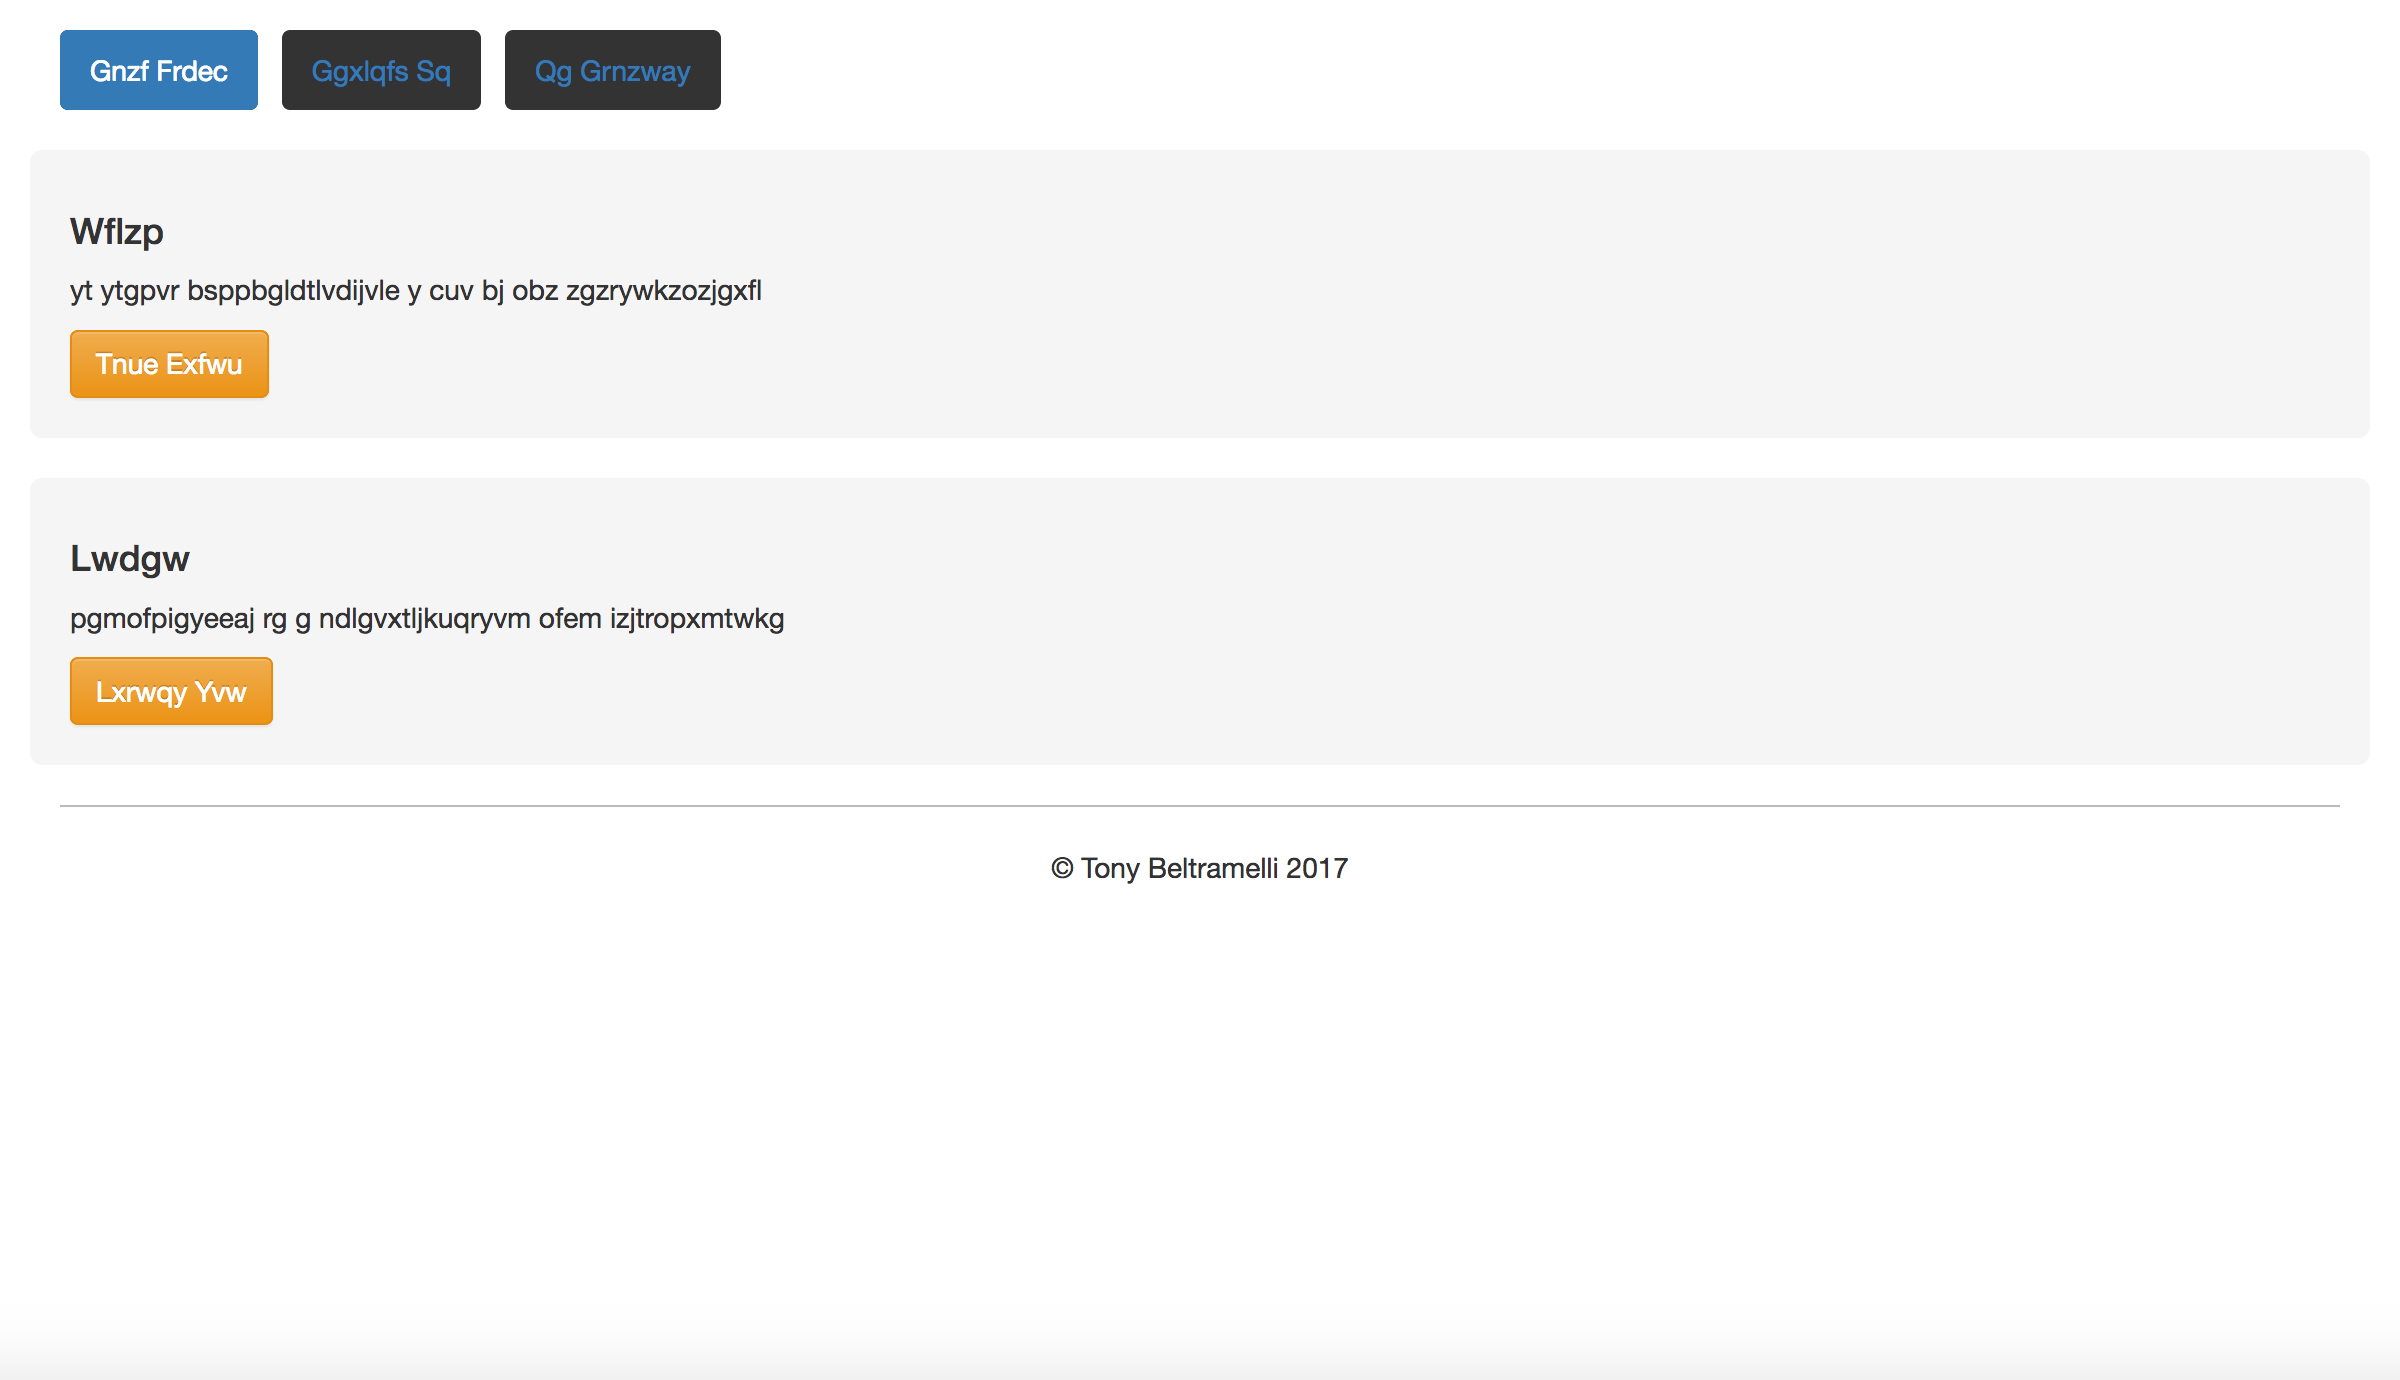 Gnzf Frdec Ggxlqfs Sq Qg Grnzway
Wflzp
yt ytgpvr bsppbgldtlvdijvle y cuv bj obz zgzrywkzozjgxfl
Tnue Exfwu
Lwdgw
pgmofpigyeeaj rg g ndlgvxtljkuqryvm ofem izjtropxmtwkg
Lxrwqy Yvw
© Tony Beltramelli 2017